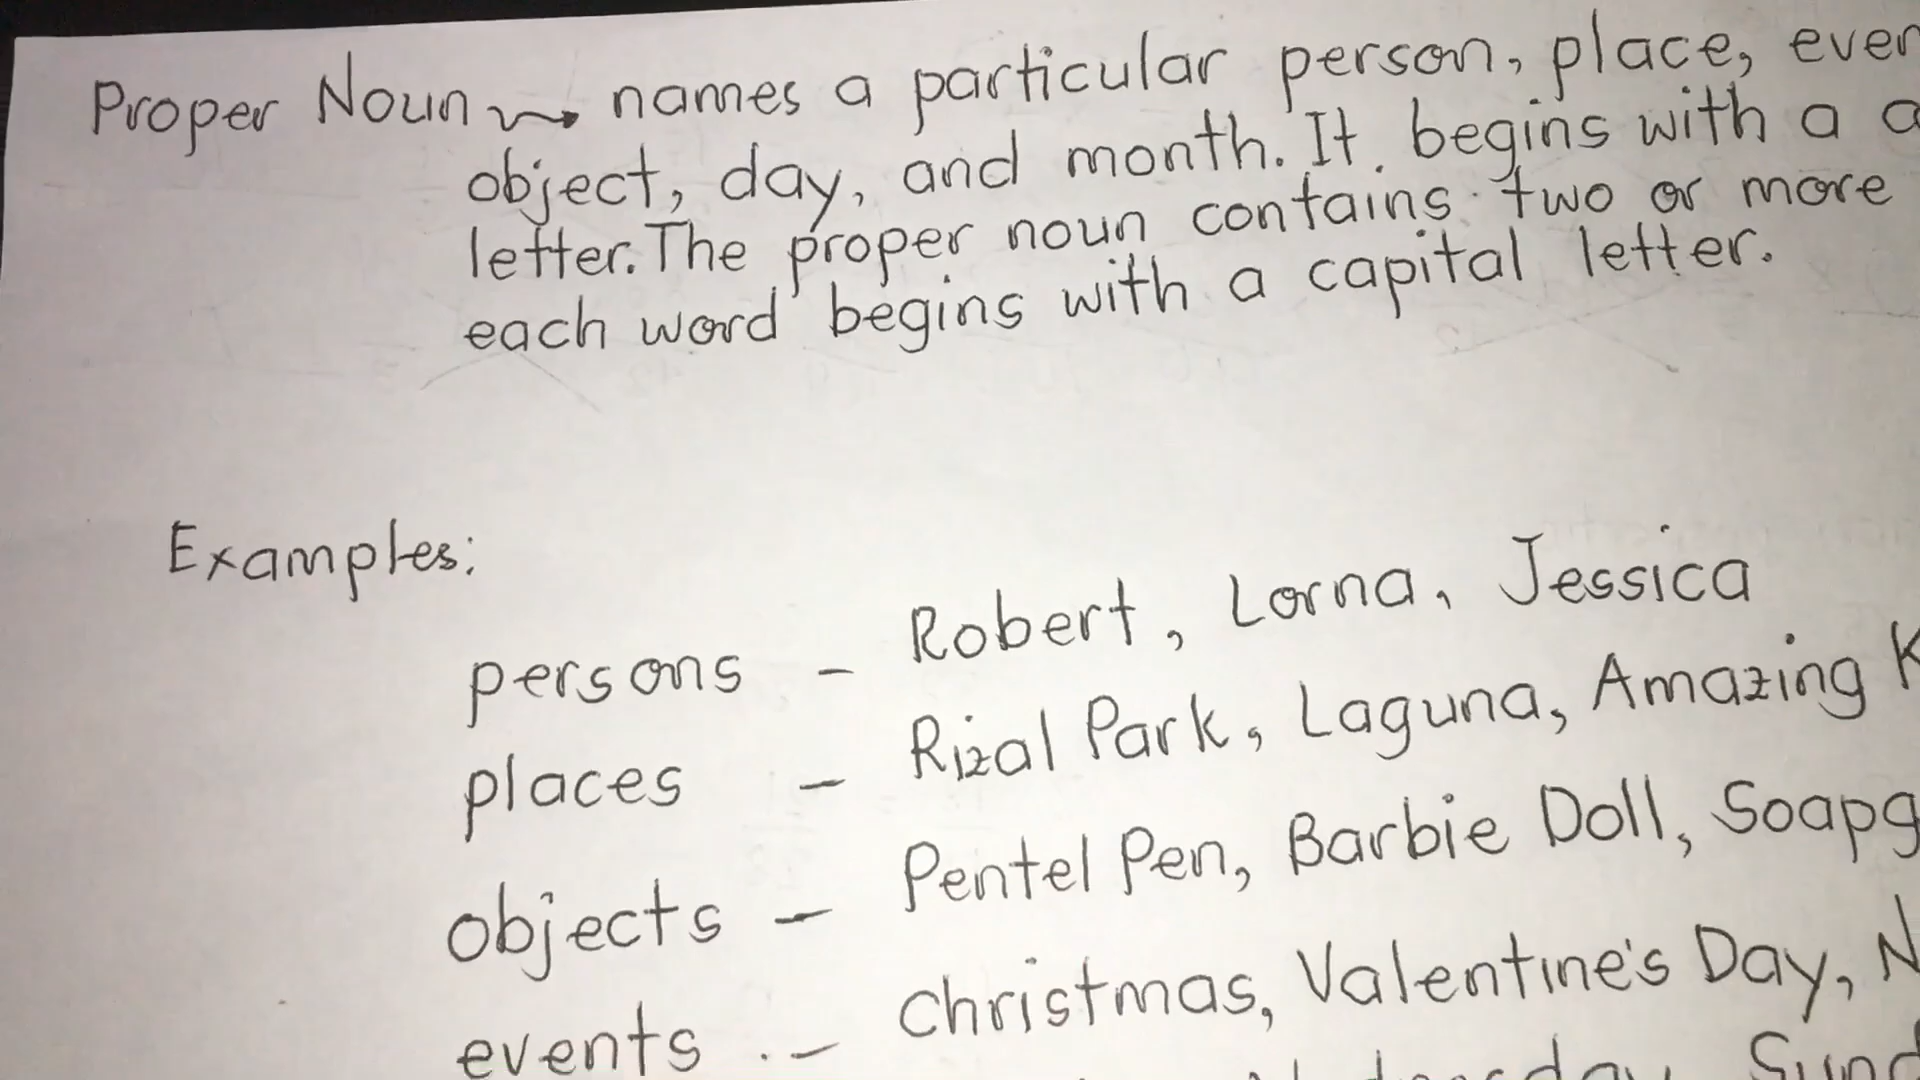 Proper Noun → names a particular person, place,
object, day, and month. It begins with a
letter. The proper noun contains two or more
each word begins with a capital letter.
Examples:
persons - Robert, Lorna, Jessica
places - Rizal Park, Laguna, Amazing
objects - Pentel Pen, Barbie Doll,
events - Christmas, Valentine's Day,